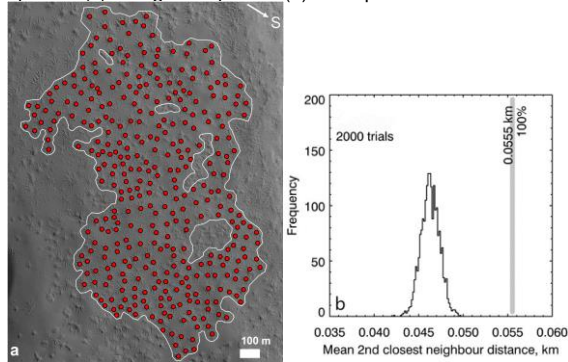 S
a
100 m
200
150
100
50
0
Frequency
2000 trials
0.0555 km
100%
b
0.035 0.040 0.045 0.050 0.055 0.060
Mean 2nd closest neighbour distance, km